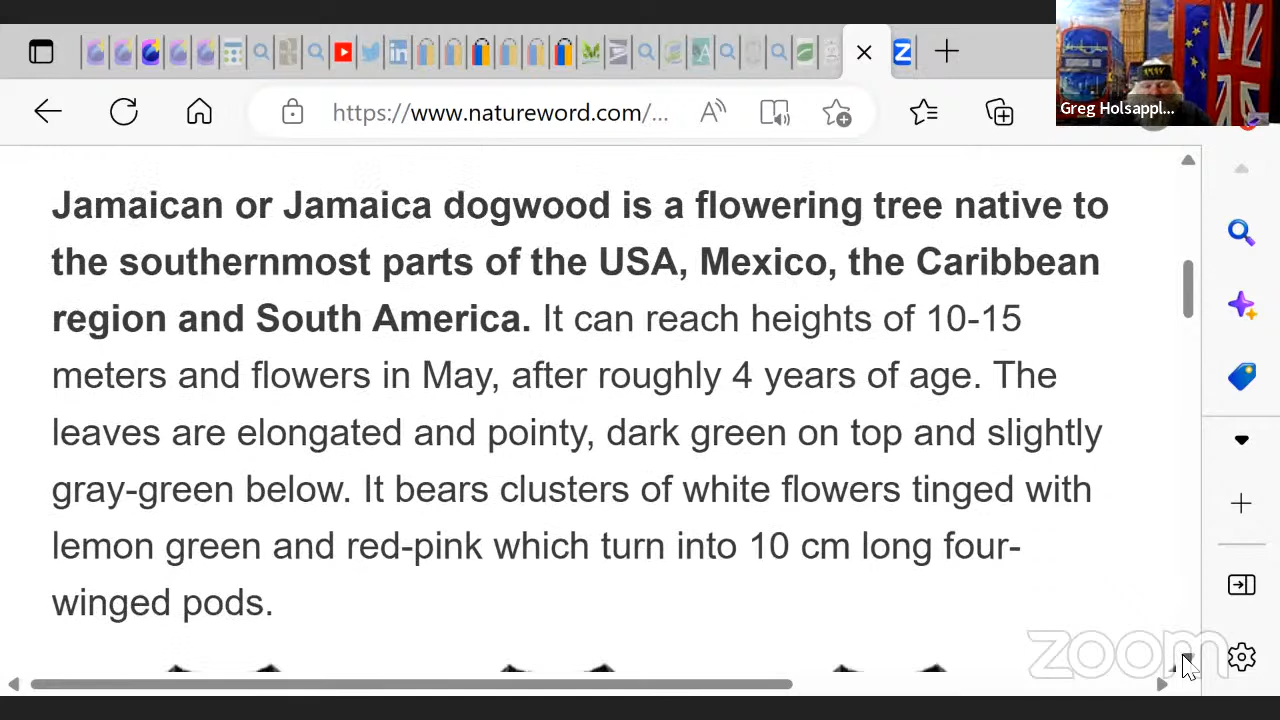 https://www.natureword.com/...
Greg Holsappl...
Jamaican or Jamaica dogwood is a flowering tree native to
the southernmost parts of the USA, Mexico, the Caribbean
region and South America. It can reach heights of 10-15
meters and flowers in May, after roughly 4 years of age. The
leaves are elongated and pointy, dark green on top and slightly
gray-green below. It bears clusters of white flowers tinged with
lemon green and red-pink which turn into 10 cm long four-
winged pods.
zoom